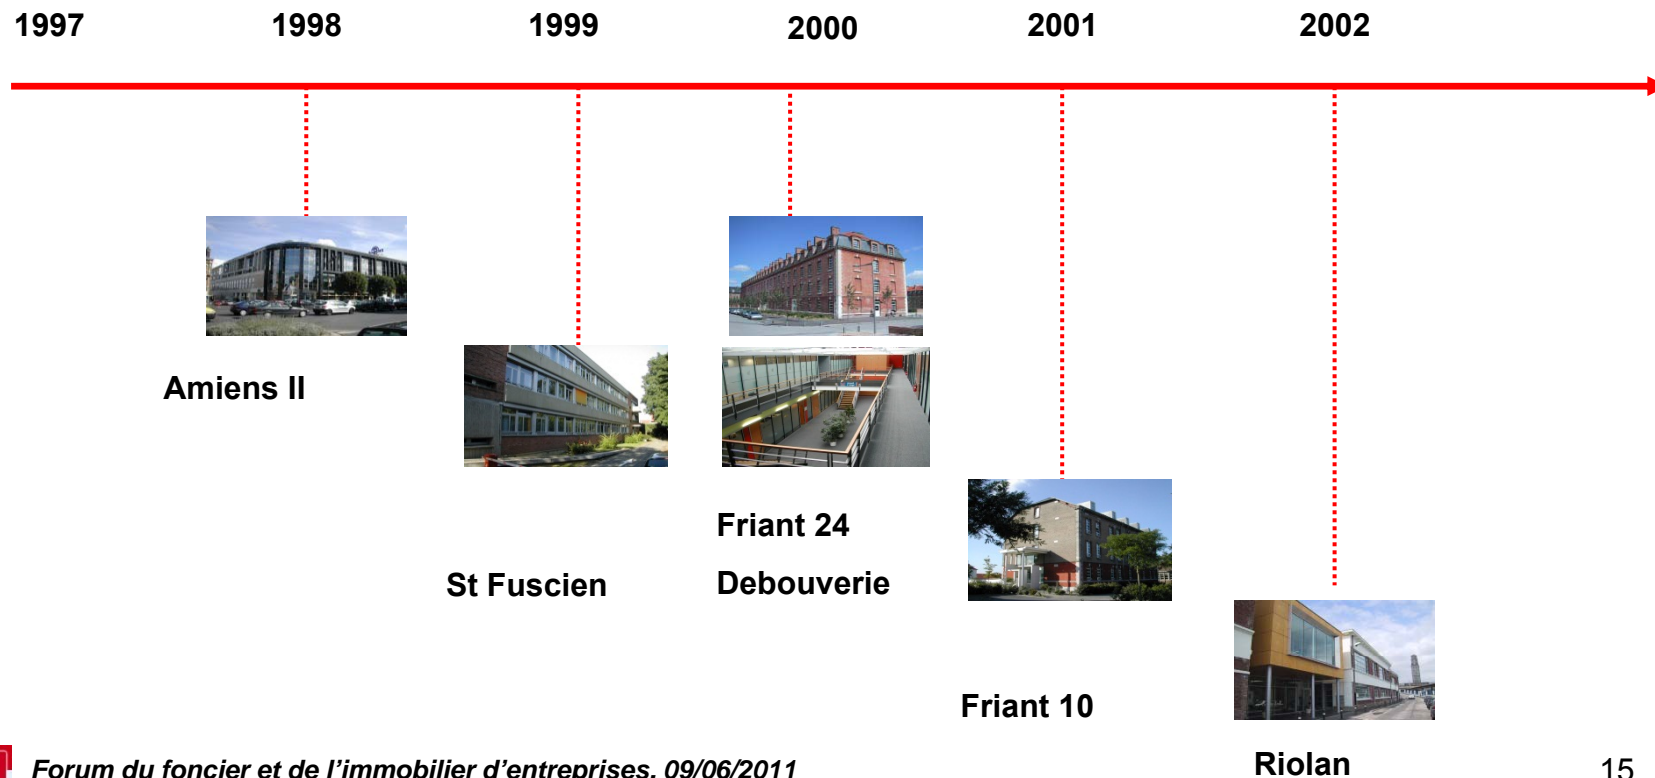 1997 1998 1999 2000 2001 2002
Amiens II
St Fuscien
Friant 24
Debouverie
Friant 10
Riolan
Forum du foncier et de l'immobilier d'entreprises, 09/06/2011 15